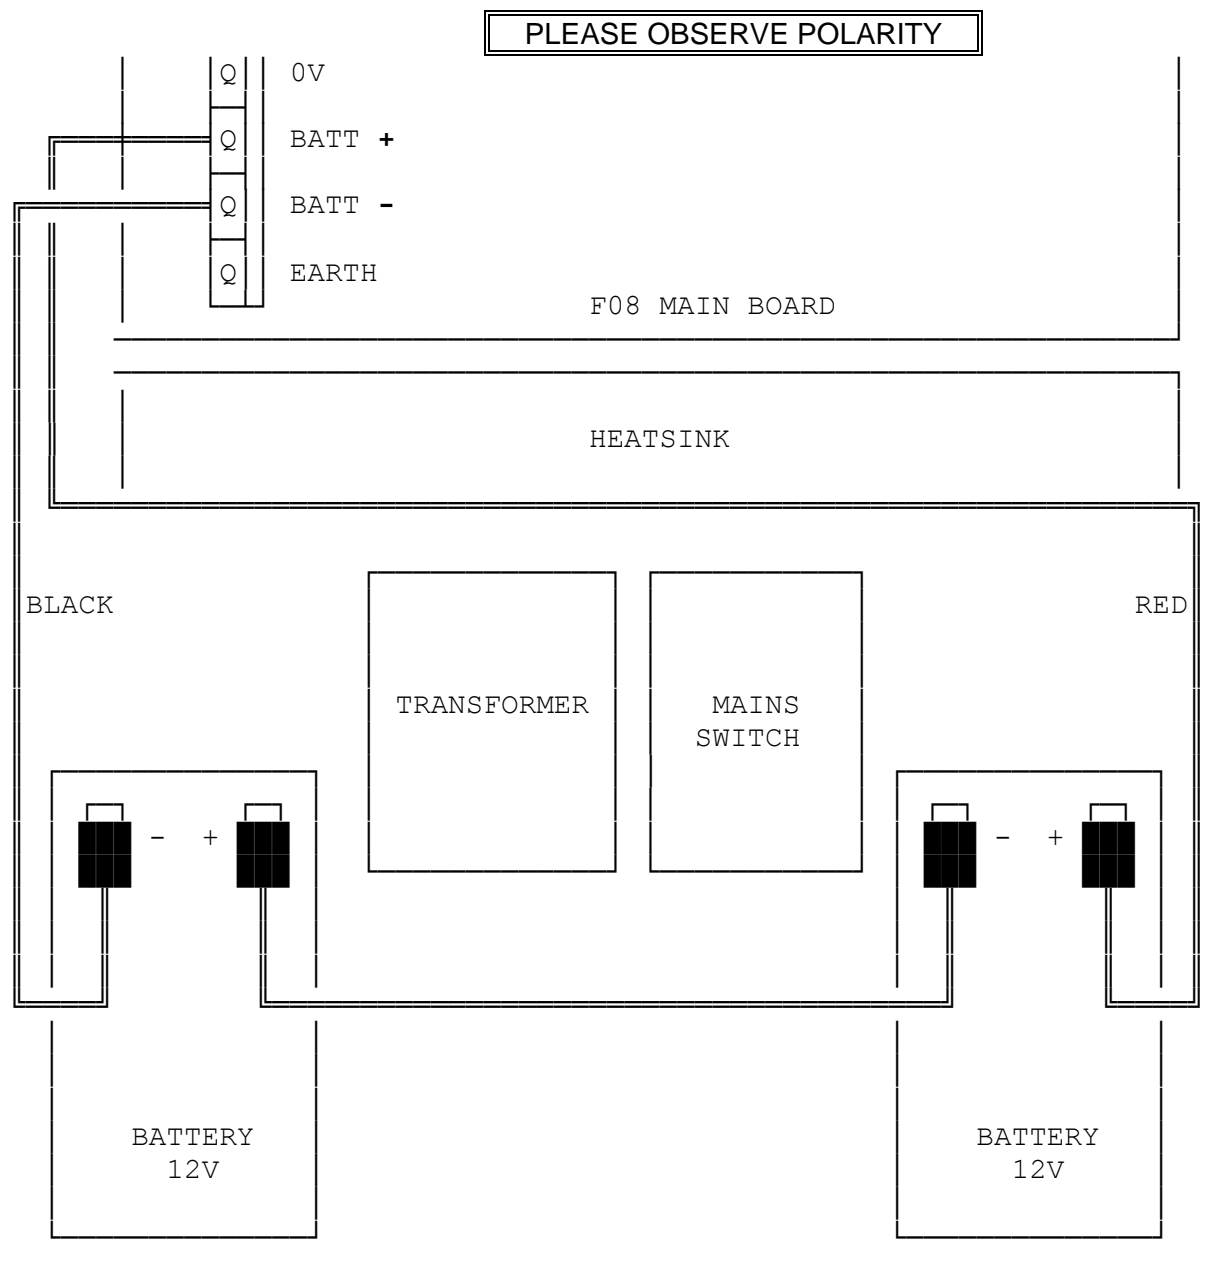 PLEASE OBSERVE POLARITY
Q 0V
Q BATT +
Q BATT -
Q EARTH
F08 MAIN BOARD
HEATSINK
BLACK
RED
TRANSFORMER
MAINS
SWITCH
- +
- +
BATTERY
12V
BATTERY
12V